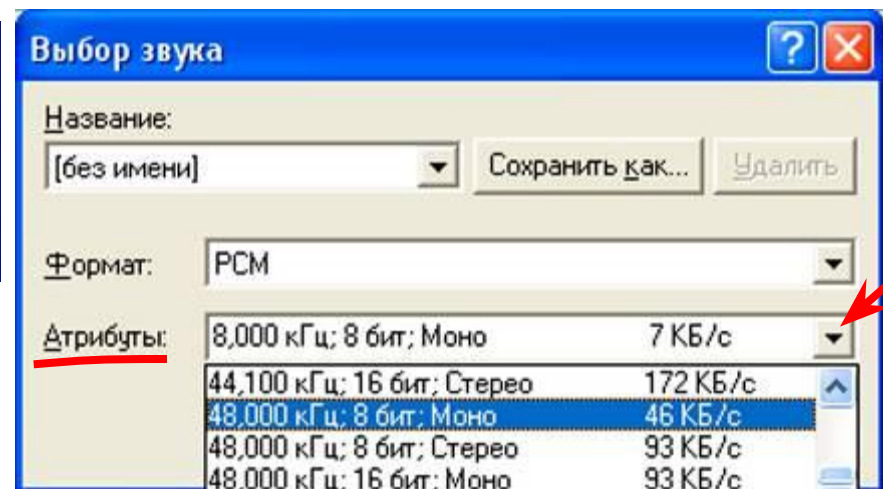 Выбор звука
Название:
[без имени] Сохранить как... Удалить
Формат: PCM
Атрибуты: 8,000 кГц; 8 бит; Моно 7 КБ/с
44,100 кГц; 16 бит; Стерео 172 КБ/с
48,000 кГц; 8 бит; Моно 46 КБ/с
48,000 кГц; 8 бит; Стерео 93 КБ/с
48,000 кГц; 16 бит; Моно 93 КБ/с